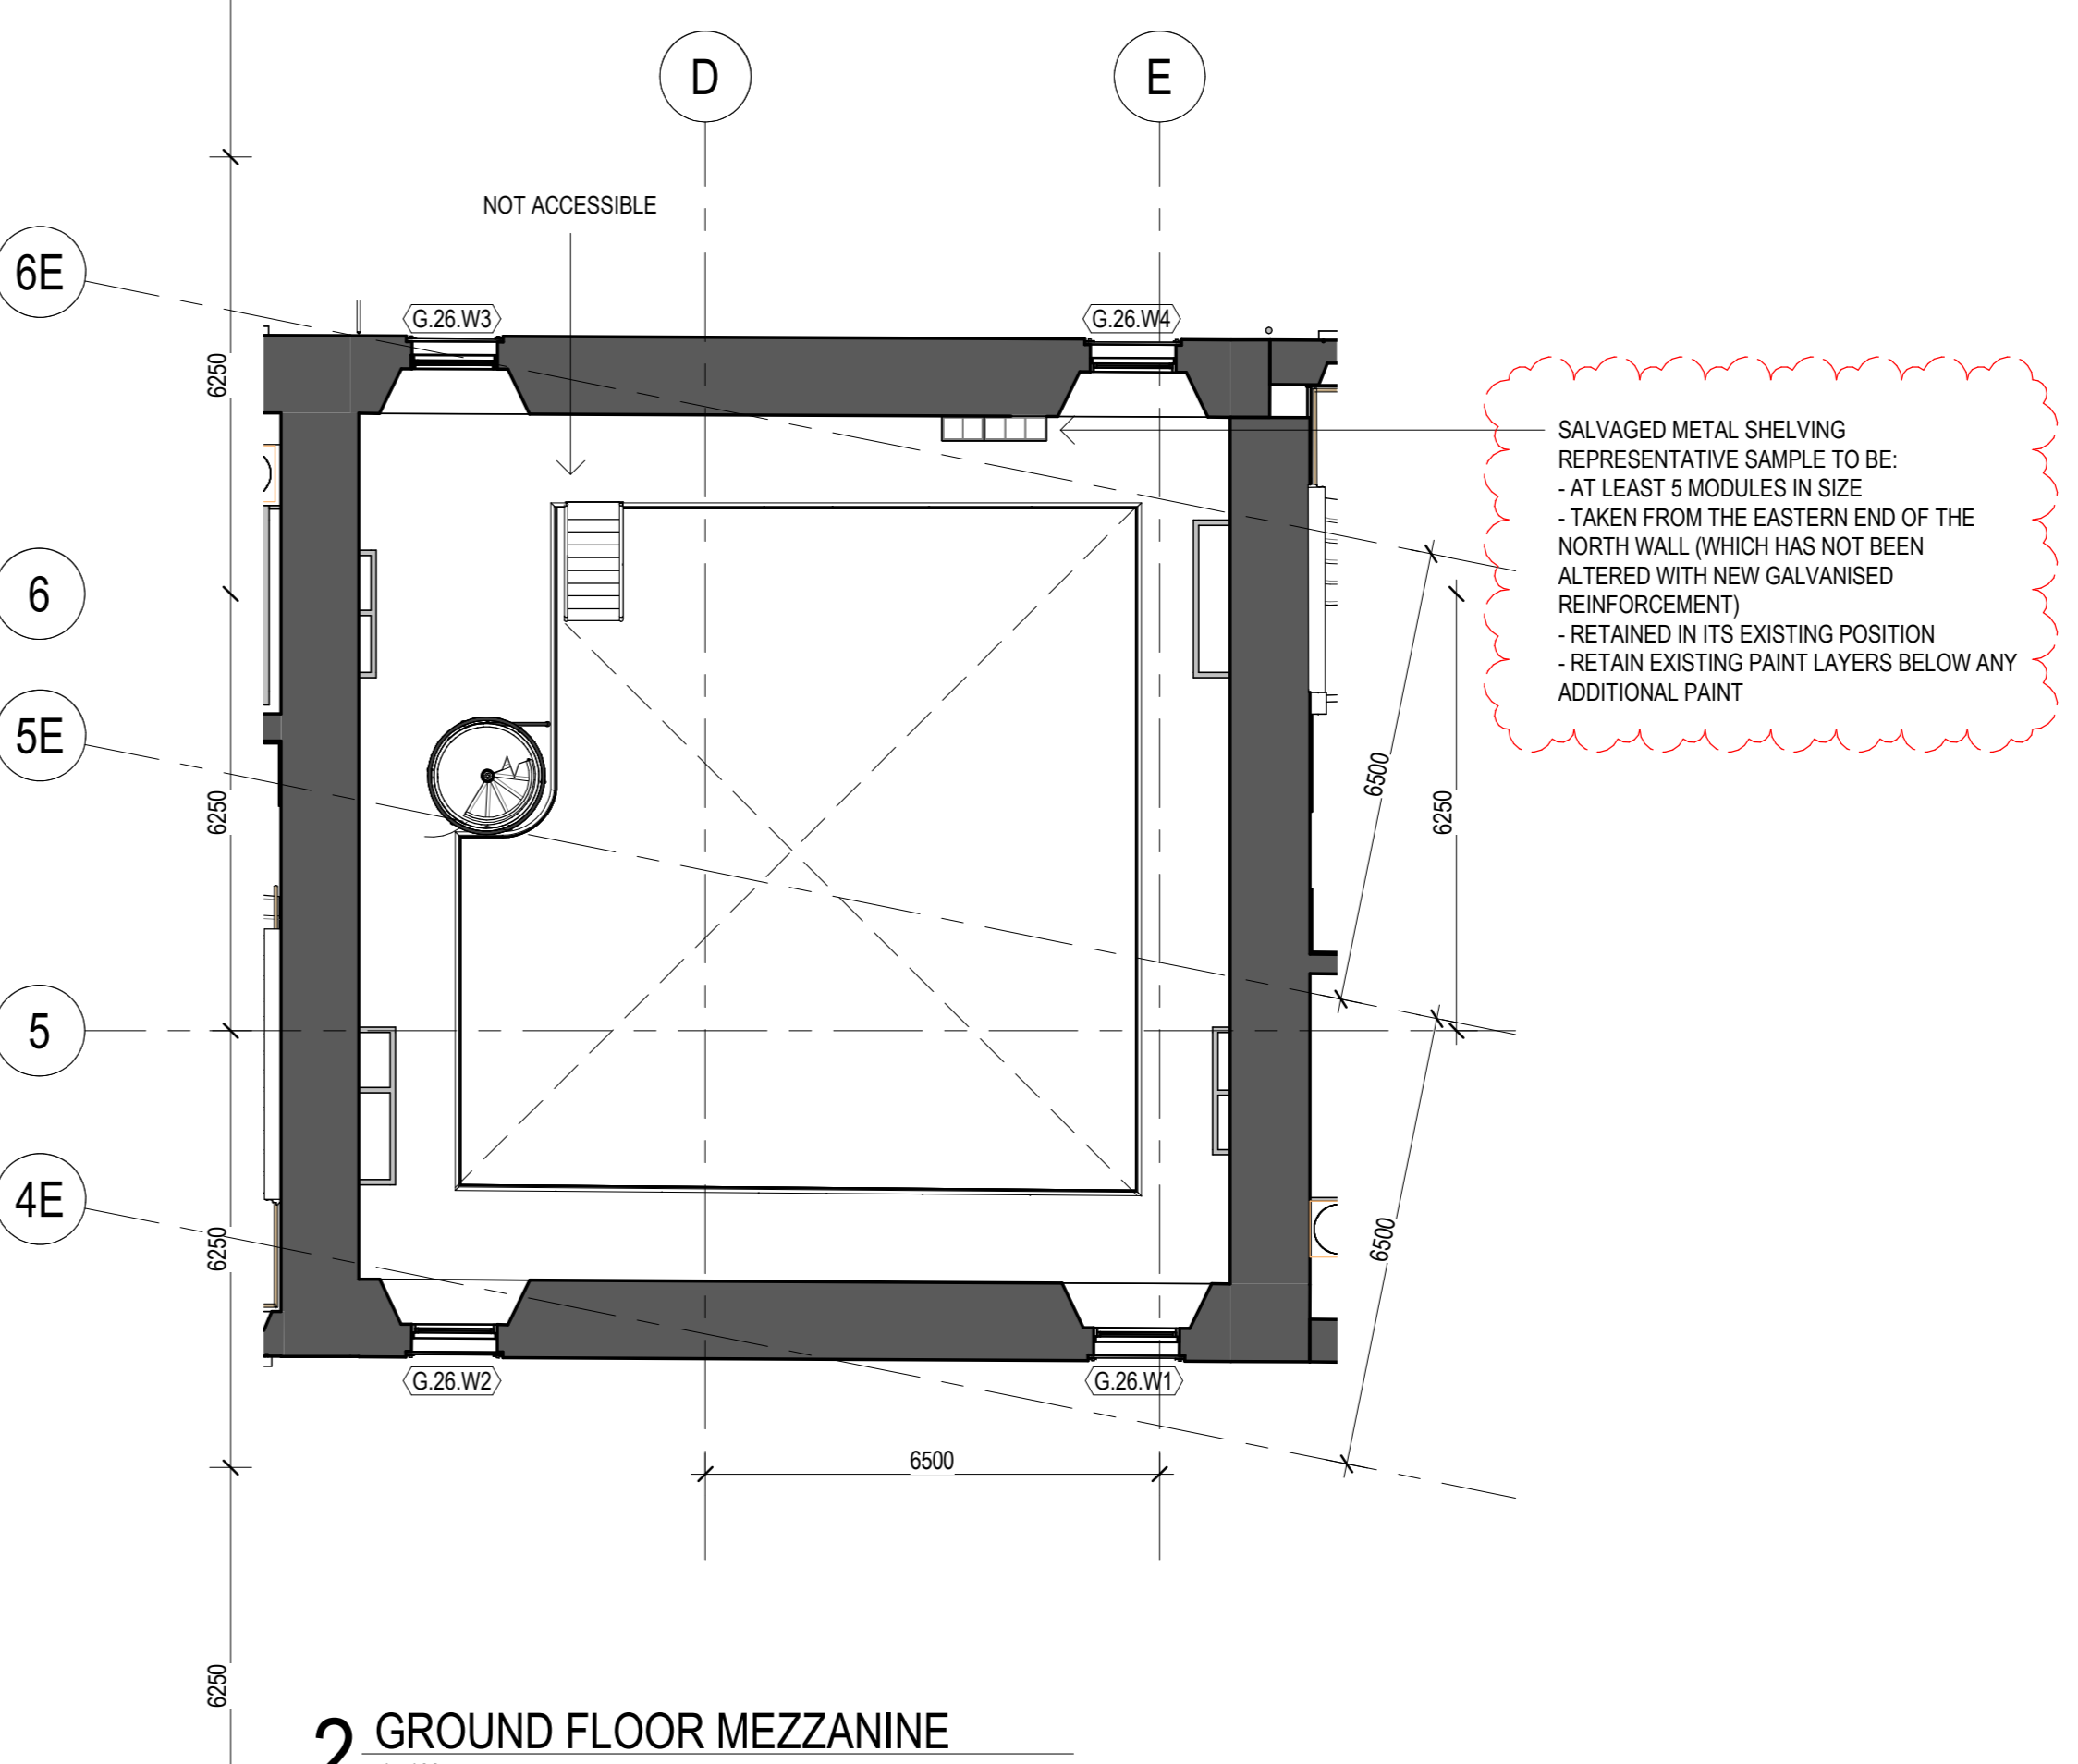 D
E
NOT ACCESSIBLE
6E
G.26.W3
G.26.W4
6250
SALVAGED METAL SHELVING
REPRESENTATIVE SAMPLE TO BE:
- AT LEAST 5 MODULES IN SIZE
- TAKEN FROM THE EASTERN END OF THE
NORTH WALL (WHICH HAS NOT BEEN
ALTERED WITH NEW GALVANISED
REINFORCEMENT)
- RETAINED IN ITS EXISTING POSITION
- RETAIN EXISTING PAINT LAYERS BELOW ANY
ADDITIONAL PAINT
6
5E
6250
6500
6250
5
4E
6250
6500
G.26.W2
G.26.W1
6500
6250
2
GROUND FLOOR MEZZANINE